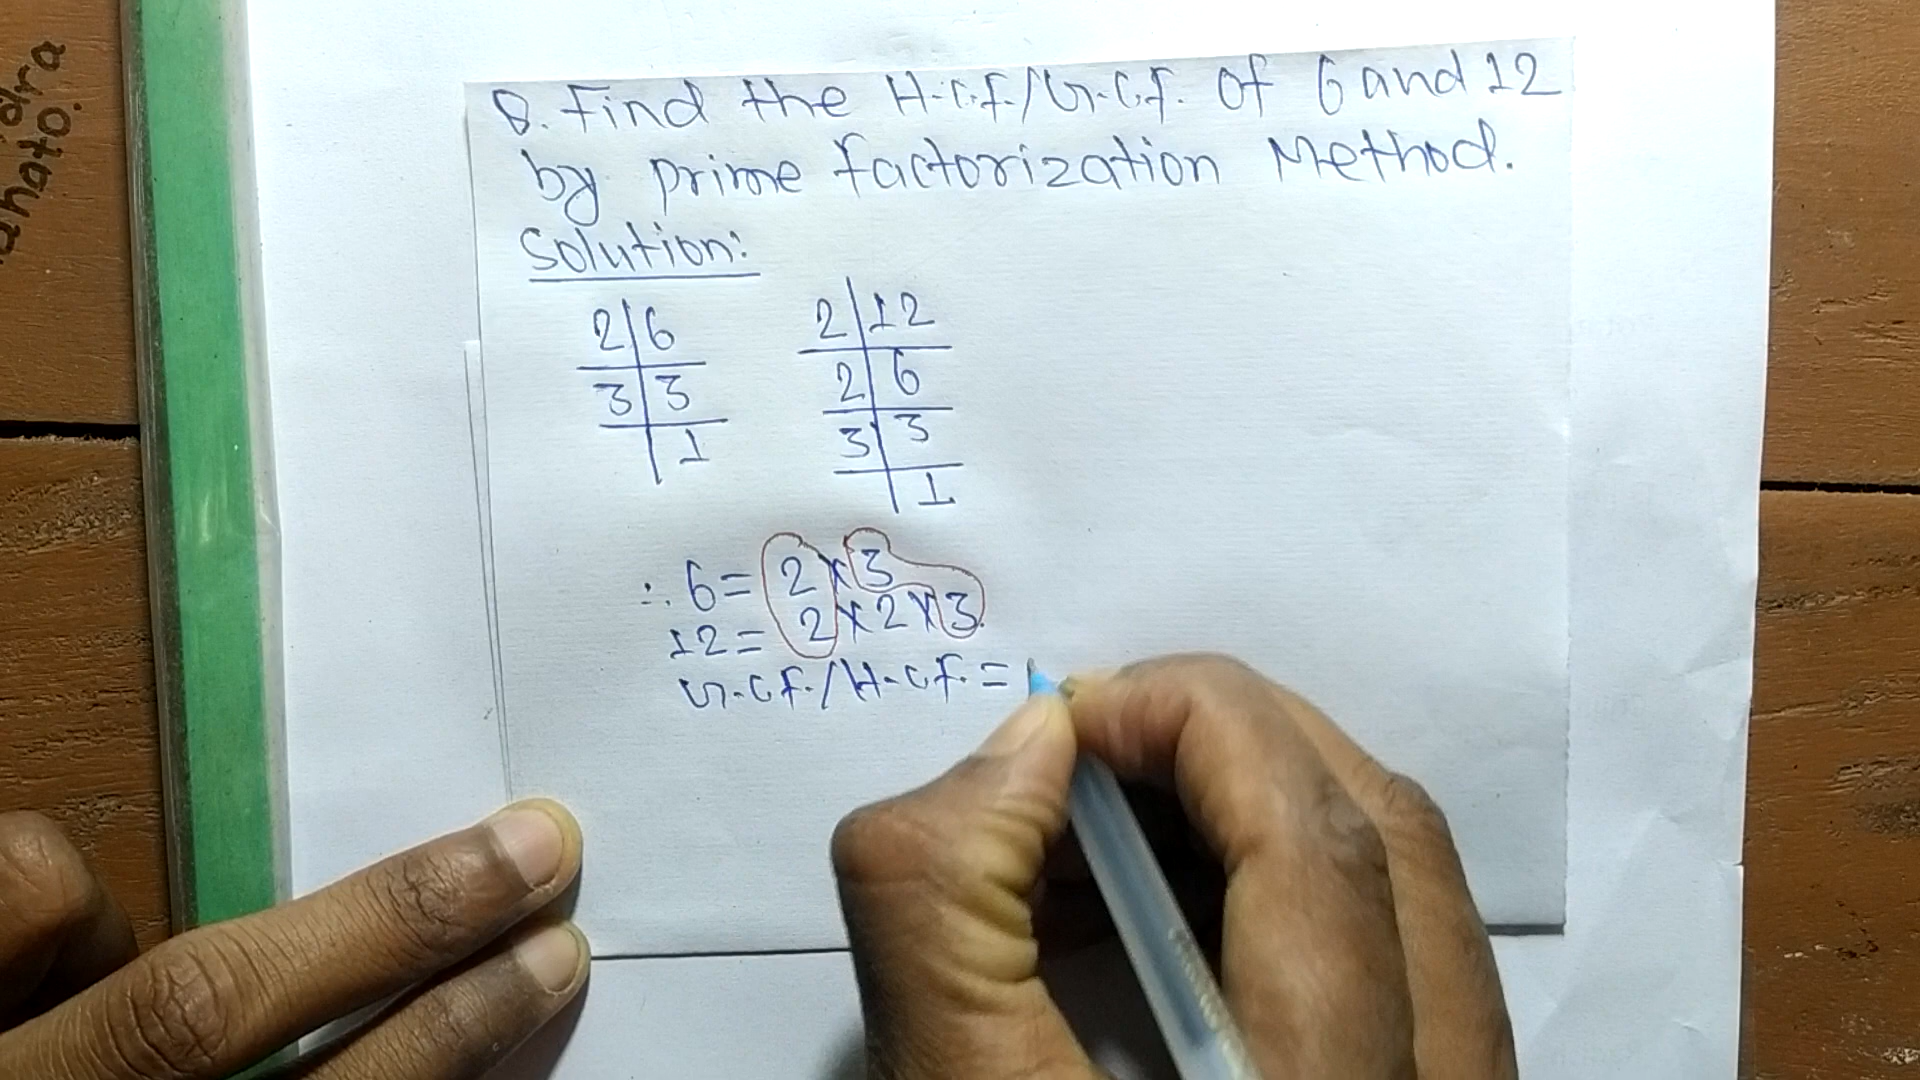 Q. Find the H.C.F./G.C.F. of 6 and 12
by prime factorization Method.
Solution:
2 | 6
3 | 3
1
2 | 12
2 | 6
3 | 3
1
∴ 6 = 2 × 3
12 = 2 × 2 × 3
G.C.F./H.C.F. =